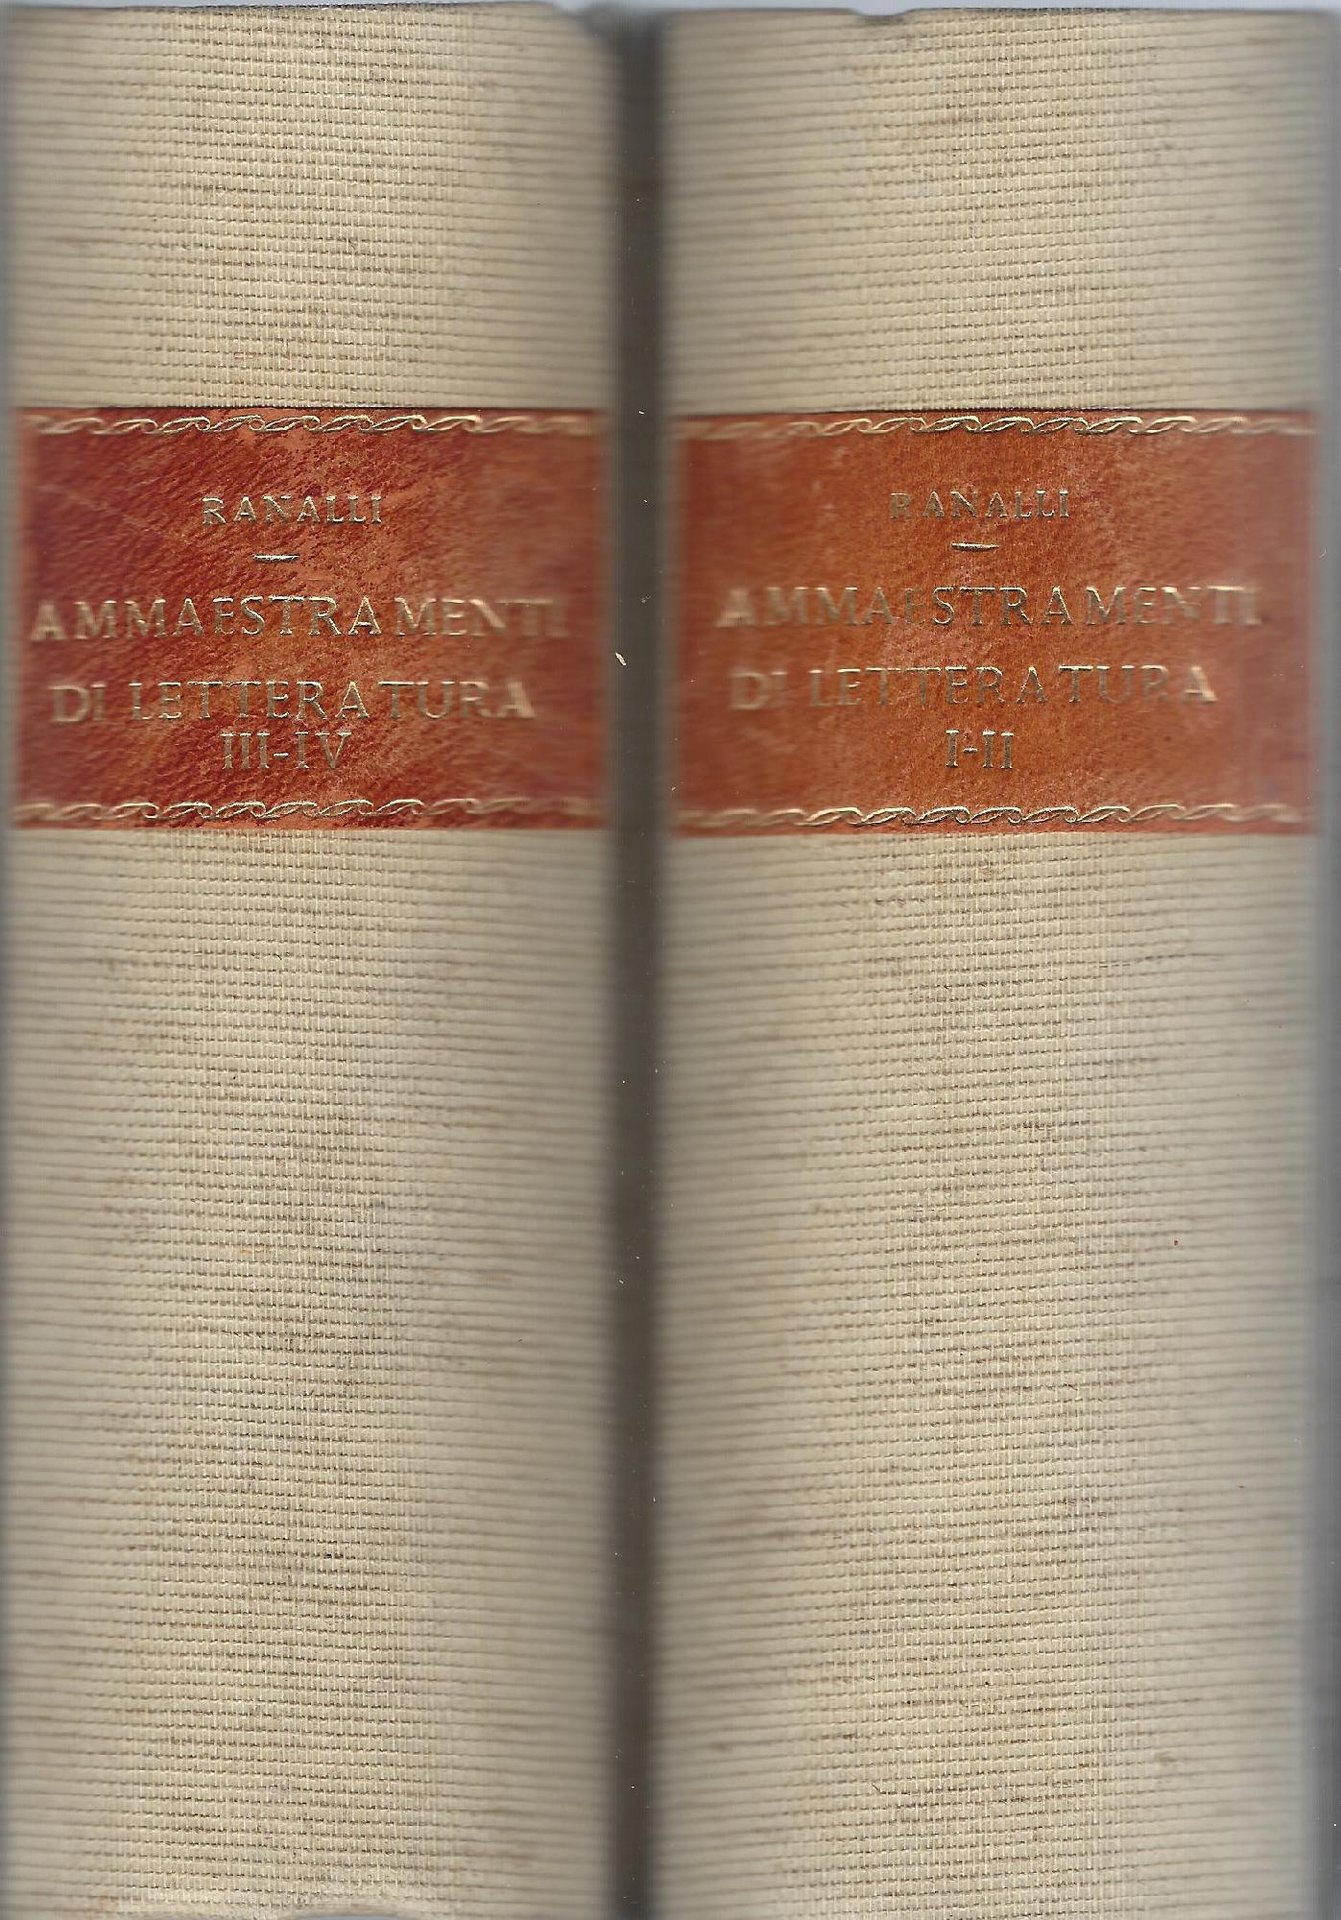 RANALLI
AMMAESTRAMENTI
DI LETTERATURA
III-IV
RANALLI
AMMAESTRAMENTI
DI LETTERATURA
I-II